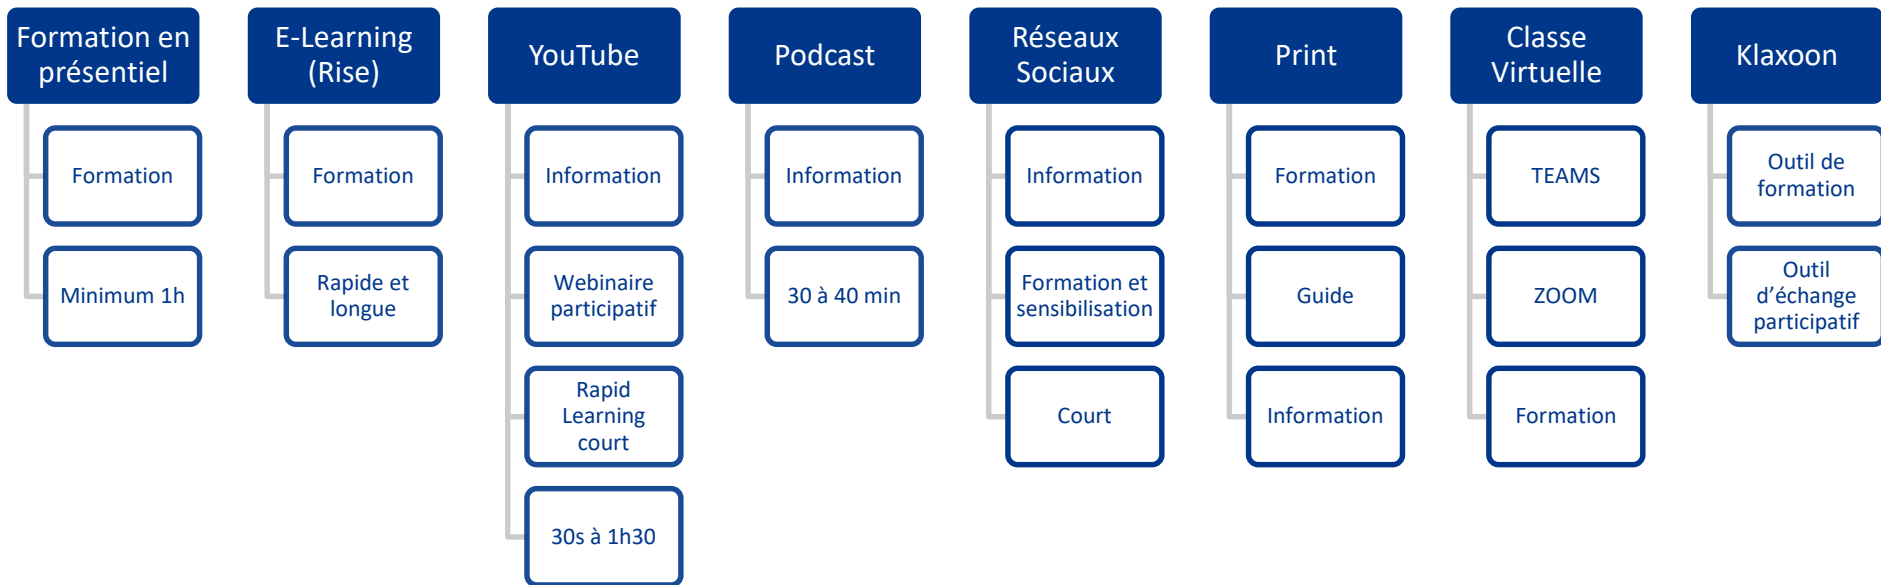 Formation en
présentiel
Formation
Minimum 1h
E-Learning
(Rise)
Formation
Rapide et
longue
YouTube
Information
Webinaire
participatif
Rapid
Learning
court
30s à 1h30
Podcast
Information
30 à 40 min
Réseaux
Sociaux
Information
Formation et
sensibilisation
Court
Print
Formation
Guide
Information
Classe
Virtuelle
TEAMS
ZOOM
Formation
Klaxoon
Outil de
formation
Outil
d’échange
participatif